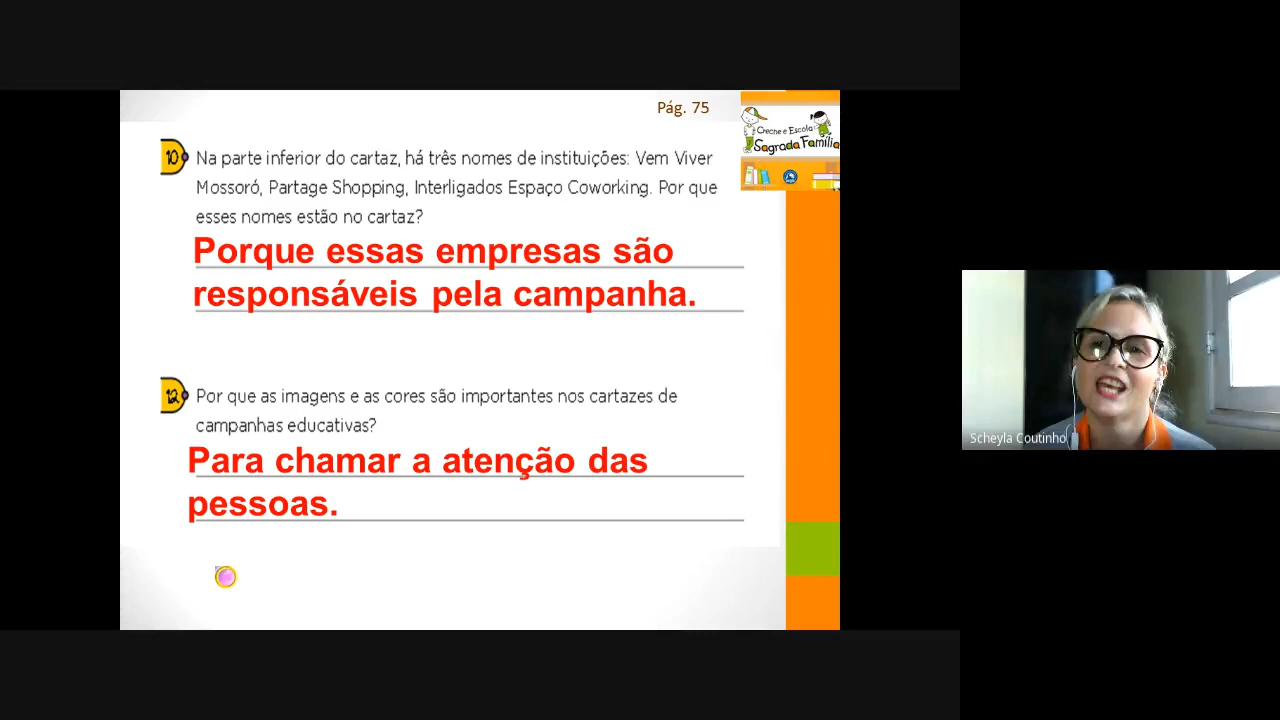 Pág. 75
Creche e Escola
Sagrada Família
10 Na parte inferior do cartaz, há três nomes de instituições: Vem Viver
Mossoró, Partage Shopping, Interligados Espaço Coworking. Por que
esses nomes estão no cartaz?
Porque essas empresas são
responsáveis pela campanha.
12 Por que as imagens e as cores são importantes nos cartazes de
campanhas educativas?
Para chamar a atenção das
pessoas.
Scheyla Coutinho